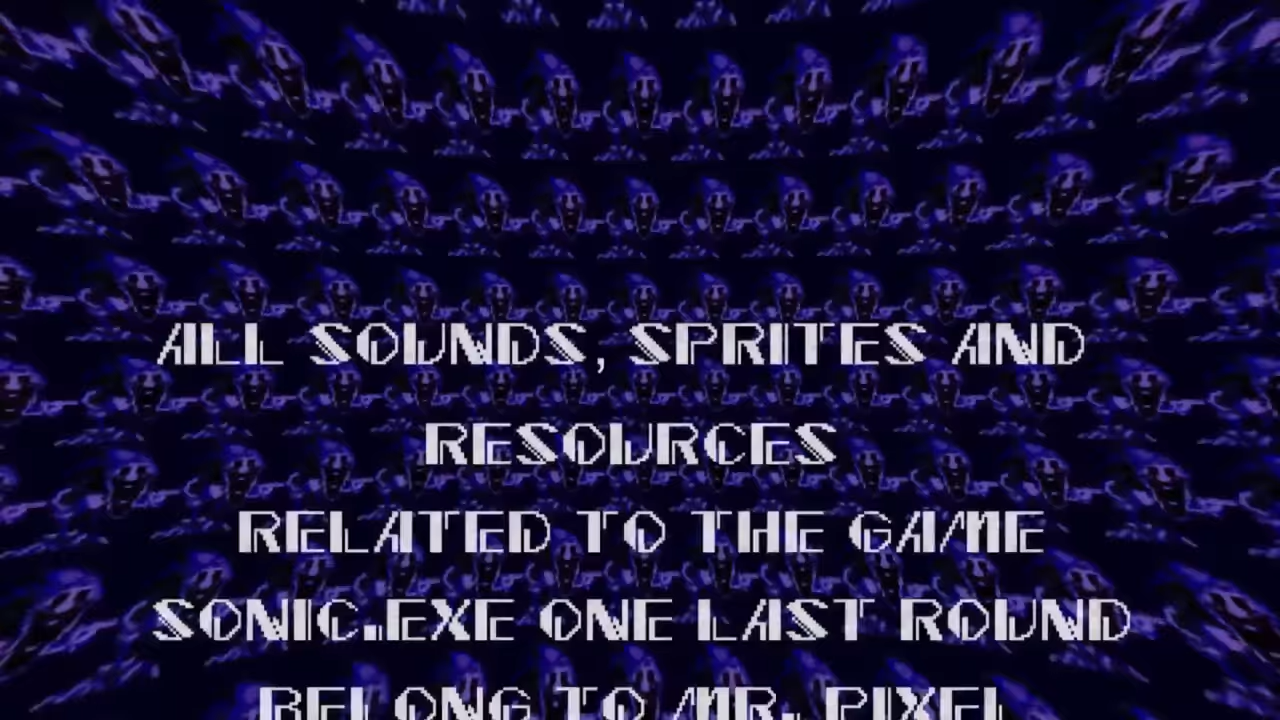 ALL SOUNDS, SPRITES AND
RESOURCES
RELATED TO THE GAME
SONIC.EXE ONE LAST ROUND
BELONG TO MR. PIXEL